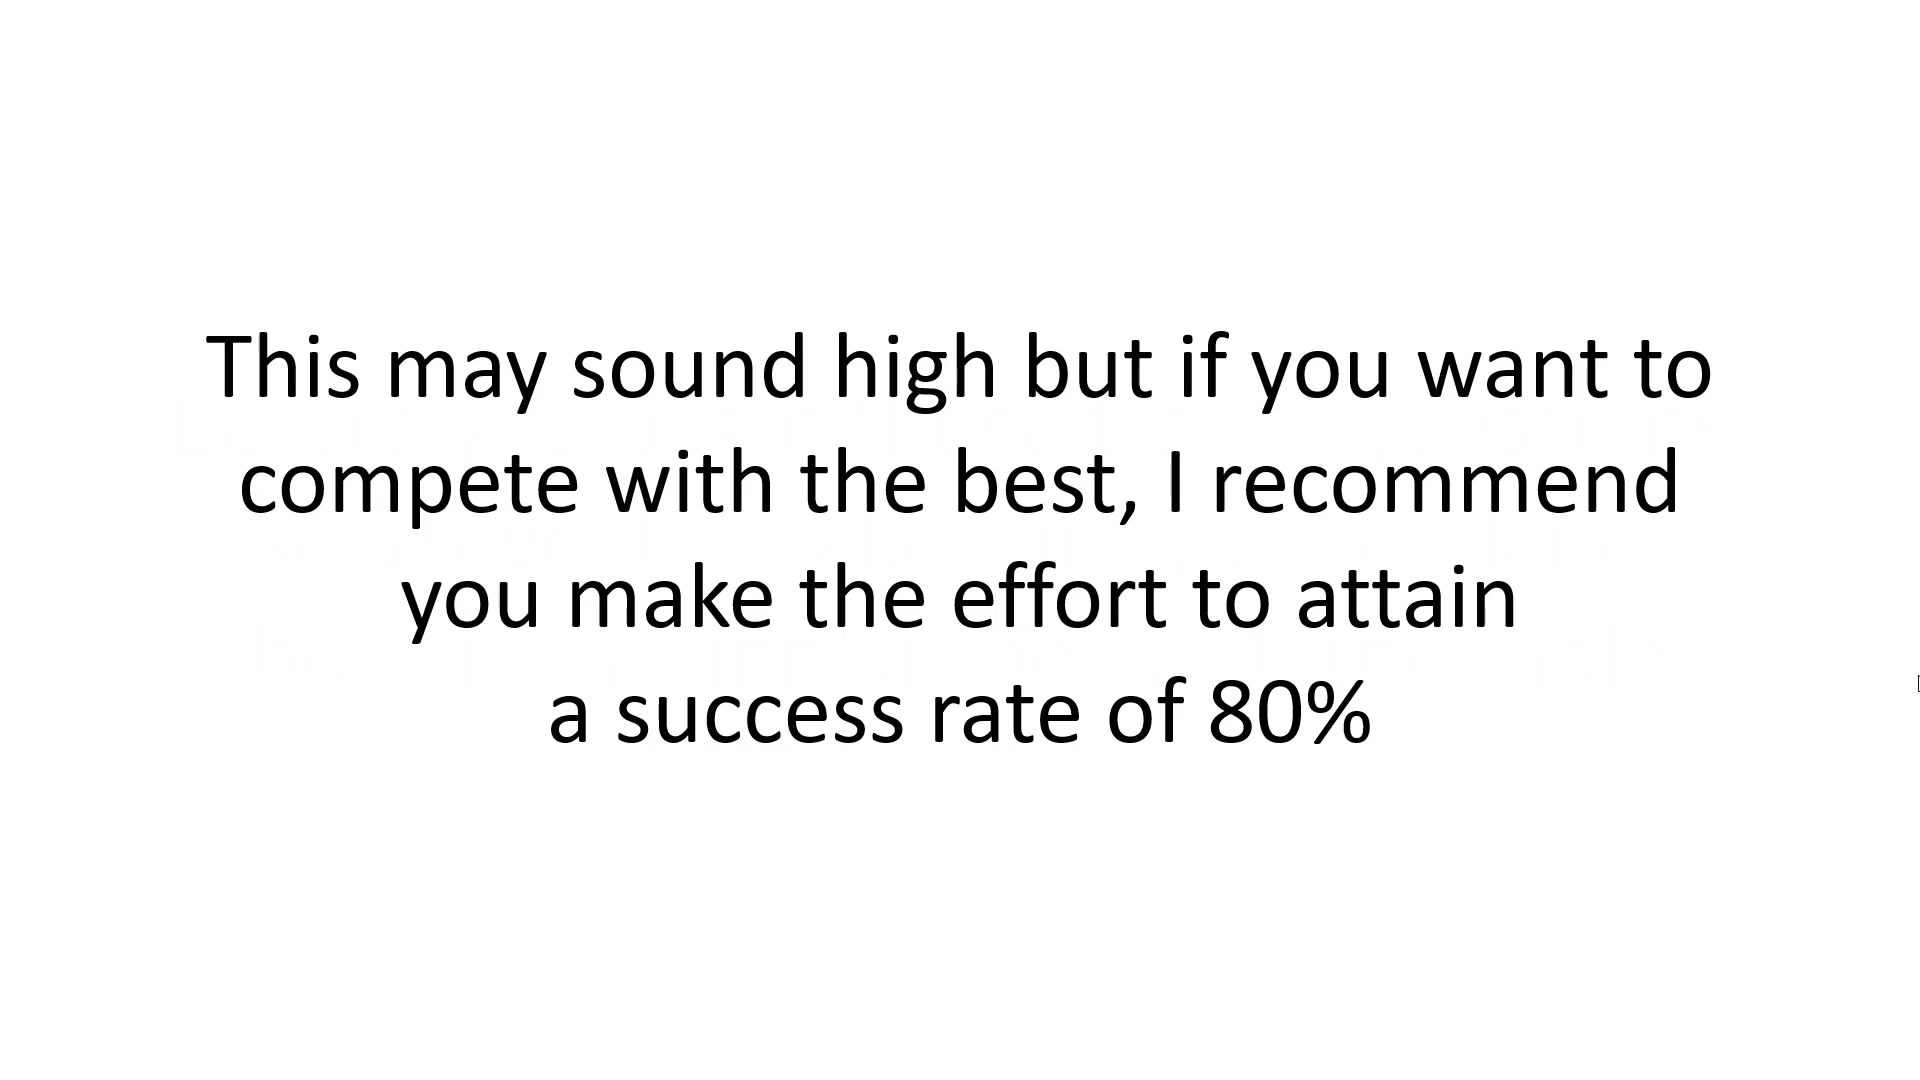 This may sound high but if you want to
compete with the best, I recommend
you make the effort to attain
a success rate of 80%